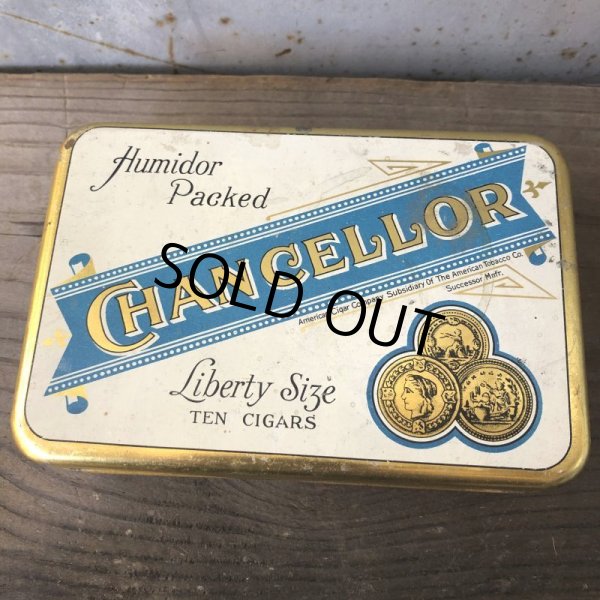 Humidor
Packed
CHANCELLOR
American Cigar Company Subsidiary Of The American Tobacco Co.
Successor Mnfr.
SOLD OUT
Liberty Size
TEN CIGARS